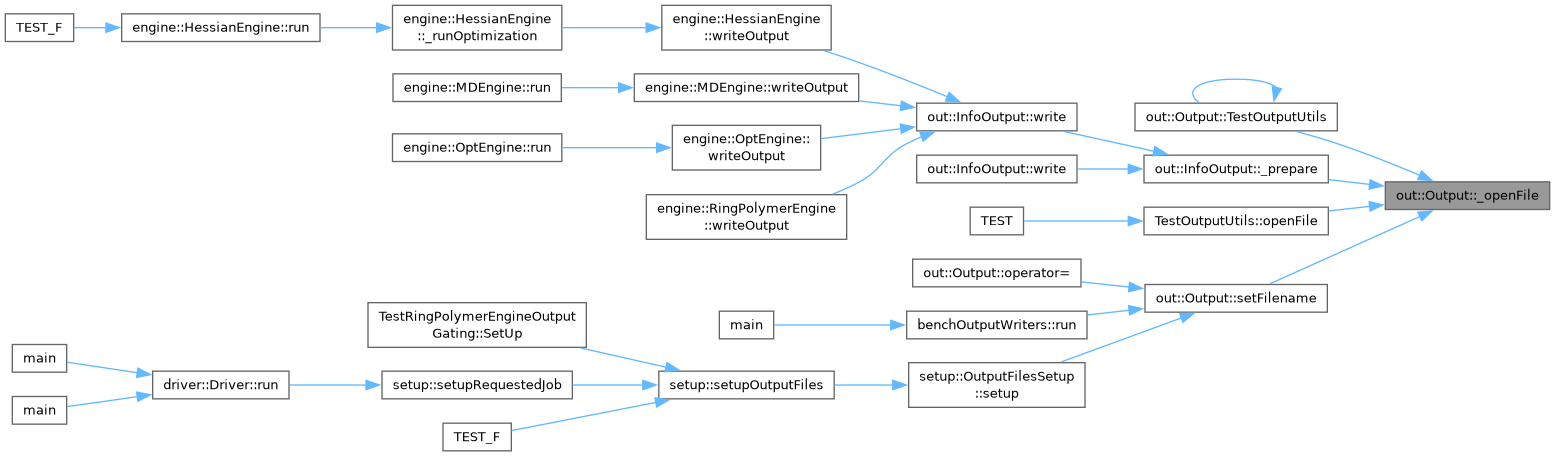 TEST_F
engine::HessianEngine::run
engine::HessianEngine
::_runOptimization
engine::HessianEngine
::writeOutput
engine::MDEngine::run
engine::MDEngine::writeOutput
engine::OptEngine::run
engine::OptEngine::
writeOutput
engine::RingPolymerEngine
::writeOutput
out::InfoOutput::write
out::InfoOutput::write
TEST
out::Output::TestOutputUtils
out::InfoOutput::_prepare
TestOutputUtils::openFile
out::Output::_openFile
out::Output::operator=
out::Output::setFilename
main
benchOutputWriters::run
TestRingPolymerEngineOutput
Gating::SetUp
main
main
driver::Driver::run
setup::setupRequestedJob
setup::setupOutputFiles
setup::OutputFilesSetup
::setup
TEST_F